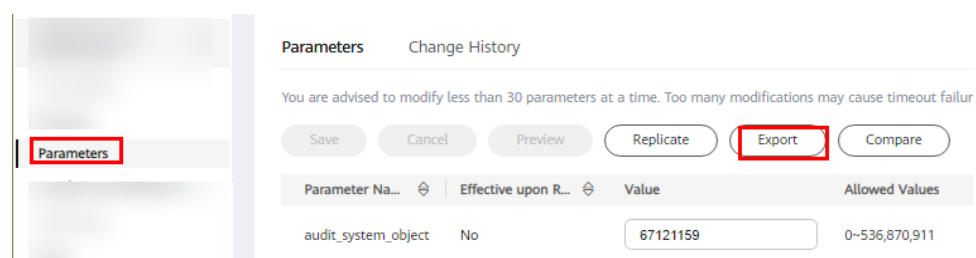 Parameters Change History
You are advised to modify less than 30 parameters at a time. Too many modifications may cause timeout failur
Save Cancel Preview Replicate Export Compare
Parameters
Parameter Na... Effective upon R... Value Allowed Values
audit_system_object No 67121159 0~536,870,911